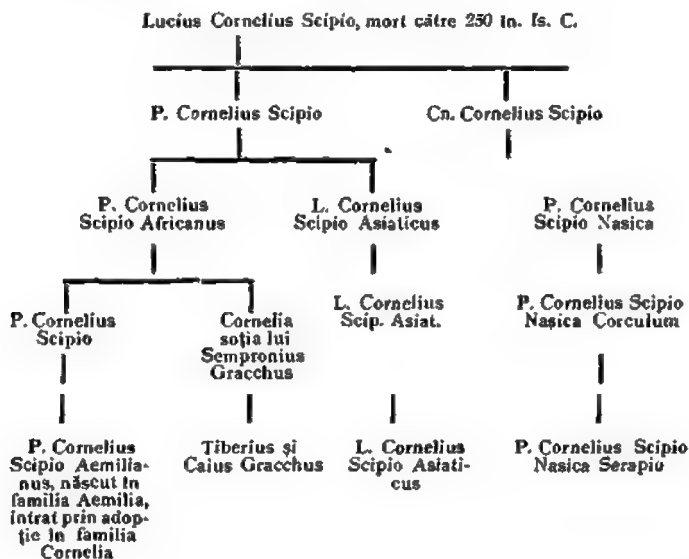 Lucius Cornelius Scipio, mort către 250 în. Is. C.
P. Cornelius Scipio
Cn. Cornelius Scipio
P. Cornelius
Scipio Africanus
L. Cornelius
Scipio Asiaticus
P. Cornelius
Scipio Nasica
P. Cornelius
Scipio
Cornelia
soția lui
Sempronius
Gracchus
L. Cornelius
Scip. Asiat.
P. Cornelius Scipio
Nasica Corculum
P. Cornelius
Scipio Aemilia-
nus, născut în
familia Aemilia,
intrat prin adop-
ție în familia
Cornelia
Tiberius și
Caius Gracchus
L. Cornelius
Scipio Asiati-
cus
P. Cornelius Scipio
Nasica Serapio